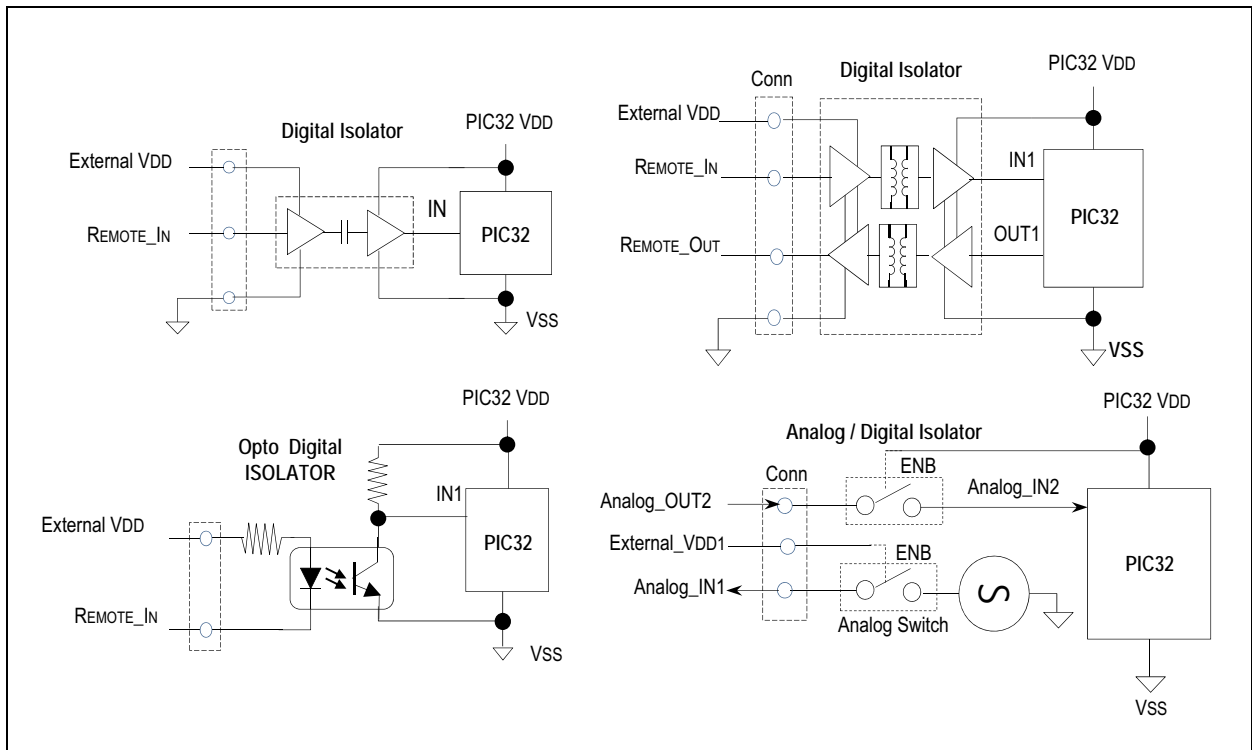 Digital Isolator
PIC32 VDD
External VDD
REMOTE_IN
IN
PIC32
VSS
Conn
Digital Isolator
PIC32 VDD
External VDD
REMOTE_IN
REMOTE_OUT
IN1
OUT1
PIC32
VSS
Opto Digital
ISOLATOR
PIC32 VDD
IN1
External VDD
REMOTE_IN
PIC32
VSS
PIC32 VDD
Analog / Digital Isolator
Conn
ENB
Analog_OUT2
Analog_IN2
External_VDD1
ENB
Analog_IN1
Analog Switch
S
PIC32
VSS